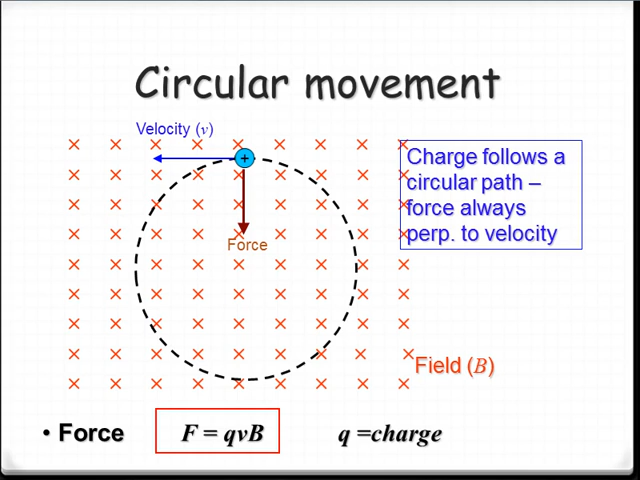 Circular movement
Velocity (v)
+
Charge follows a
circular path –
force always
perp. to velocity
Force
Field (B)
• Force F = qvB q =charge